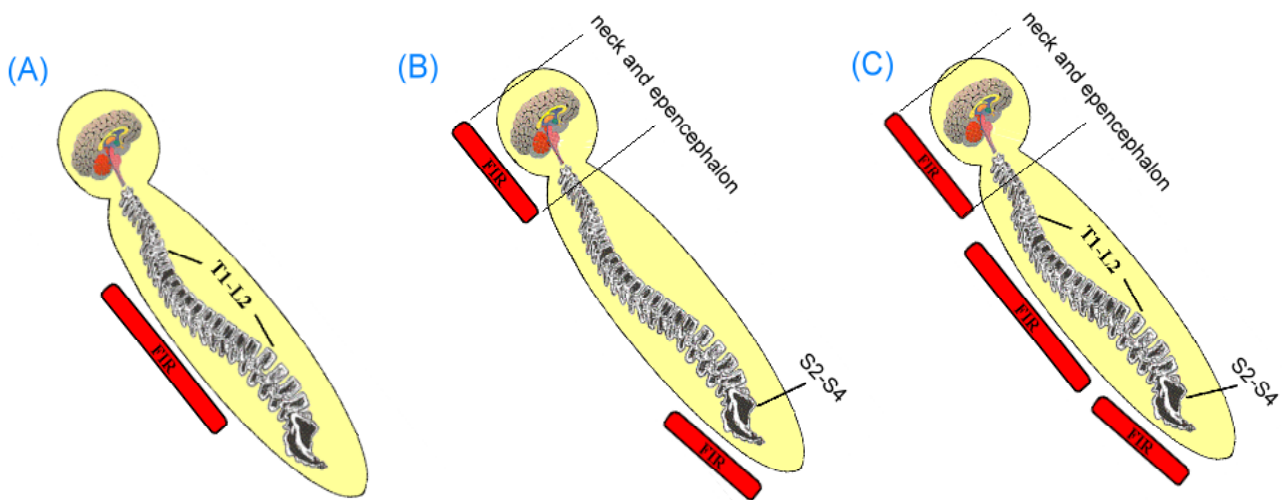 (A)
T1-L2
FIR
(B)
neck and epencephalon
FIR
S2-S4
FIR
(C)
neck and epencephalon
FIR
T1-L2
FIR
S2-S4
FIR